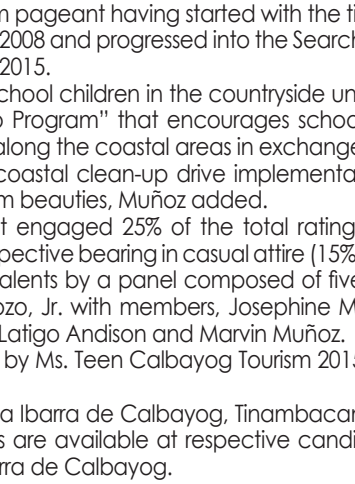 m pageant having started with the ti
2008 and progressed into the Search
2015.
chool children in the countryside un
o Program” that encourages schoo
along the coastal areas in exchange
coastal clean-up drive implementa
m beauties, Muñoz added.
t engaged 25% of the total rating
pective bearing in casual attire (15%
alents by a panel composed of five
ozo, Jr. with members, Josephine M
Latigo Andison and Marvin Muñoz.
by Ms. Teen Calbayog Tourism 2015
a Ibarra de Calbayog, Tinambacan
s are available at respective candi
rra de Calbayog.